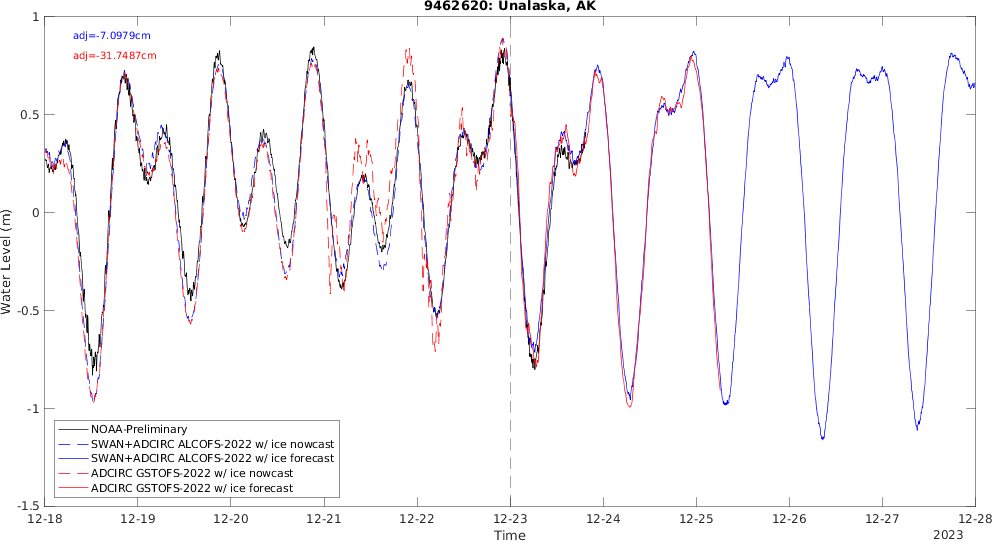 9462620: Unalaska, AK
adj=-7.0979cm
adj=-31.7487cm
Water Level (m)
1
0.5
0
-0.5
-1
-1.5
NOAA-Preliminary
SWAN+ADCIRC ALCOFS-2022 w/ ice nowcast
SWAN+ADCIRC ALCOFS-2022 w/ ice forecast
ADCIRC GSTOFS-2022 w/ ice nowcast
ADCIRC GSTOFS-2022 w/ ice forecast
12-18 12-19 12-20 12-21 12-22 12-23 12-24 12-25 12-26 12-27 12-28
Time
2023